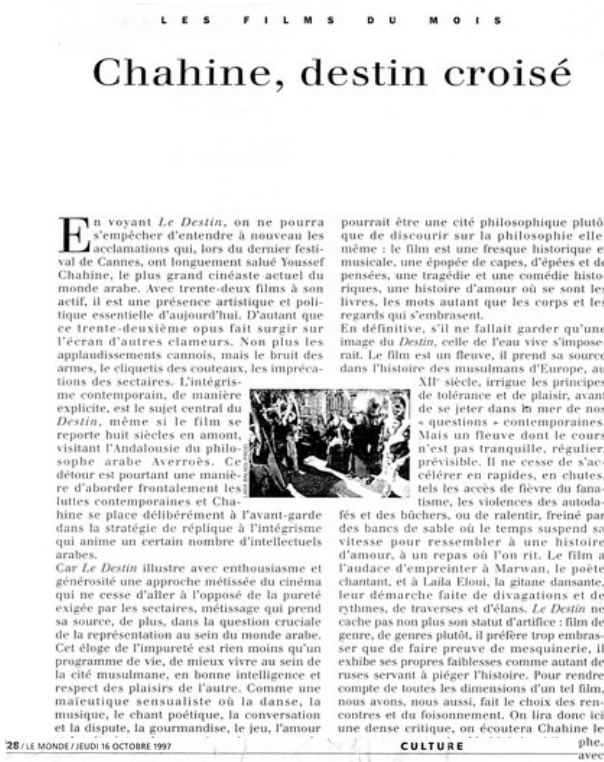 LES FILMS DU MOIS
Chahine, destin croisé
En voyant Le Destin, on ne pourra
s'empêcher d'entendre à nouveau les
acclamations qui, lors du dernier festi-
val de Cannes, ont longuement salué Youssef
Chahine, le plus grand cinéaste actuel du
monde arabe. Avec trente-deux films à son
actif, il est une présence artistique et poli-
tique essentielle d'aujourd'hui. D'autant que
ce trente-deuxième opus fait surgir sur
l'écran d'autres clameurs. Non plus les
applaudissements cannois, mais le bruit des
armes, le cliquetis des couteaux, les impréca-
tions des sectaires. L'intégris-
me contemporain, de manière
explicite, est le sujet central du
Destin, même si le film se
reporte huit siècles en amont,
visitant l'Andalousie du philo-
sophe arabe Averroès. Ce
détour est pourtant une maniè-
re d'aborder frontalement les
luttes contemporaines et Cha-
hine se place délibérément à l'avant-garde
dans la stratégie de réplique à l'intégrisme
qui anime un certain nombre d'intellectuels
arabes.
Car Le Destin illustre avec enthousiasme et
générosité une approche métissée du cinéma
qui ne cesse d'aller à l'opposé de la pureté
exigée par les sectaires, métissage qui prend
sa source, de plus, dans la question cruciale
de la représentation au sein du monde arabe.
Cet éloge de l'impureté est rien moins qu'un
programme de vie, de mieux vivre au sein de
la cité musulmane, en bonne intelligence et
respect des plaisirs de l'autre. Comme une
maïeutique sensualiste où la danse, la
musique, le chant poétique, la conversation
et la dispute, la gourmandise, le jeu, l'amour
pourrait être une cité philosophique plutô
que de discourir sur la philosophie elle
même : le film est une fresque historique e
musicale, une épopée de capes, d'épées et de
pensées, une tragédie et une comédie histo
riques, une histoire d'amour où se sont les
livres, les mots autant que les corps et les
regards qui s'embrasent.
En définitive, s'il ne fallait garder qu'une
image du Destin, celle de l'eau vive s'impose-
rait. Le film est un fleuve, il prend sa source
dans l'histoire des musulmans d'Europe, au
XIIe siècle, irrigue les principes
de tolérance et de plaisir, avant
de se jeter dans la mer de nos
« questions » contemporaines.
Mais un fleuve dont le cours
n'est pas tranquille, régulier,
prévisible. Il ne cesse de s'ac-
célérer en rapides, en chutes,
tels les accès de fièvre du fana-
tisme, les violences des autoda-
fés et des bûchers, ou de ralentir, freiné par
des bancs de sable où le temps suspend sa
vitesse pour ressembler à une histoire
d'amour, à un repas où l'on rit. Le film a
l'audace d'empreinter à Marwan, le poète
chantant, et à Laila Eloui, la gitane dansante,
leur démarche faite de divagations et de
rythmes, de traverses et d'élans. Le Destin ne
cache pas non plus son statut d'artifice : film de
genre, de genres plutôt, il préfère trop embras-
ser que de faire preuve de mesquinerie, il
exhibe ses propres faiblesses comme autant de
ruses servant à piéger l'histoire. Pour rendre
compte de toutes les dimensions d'un tel film,
nous avons, nous aussi, fait le choix des ren-
contres et du foisonnement. On lira donc ici
une dense critique, on écoutera Chahine le
phe.
avec
28 / LE MONDE / JEUDI 16 OCTOBRE 1997
CULTURE